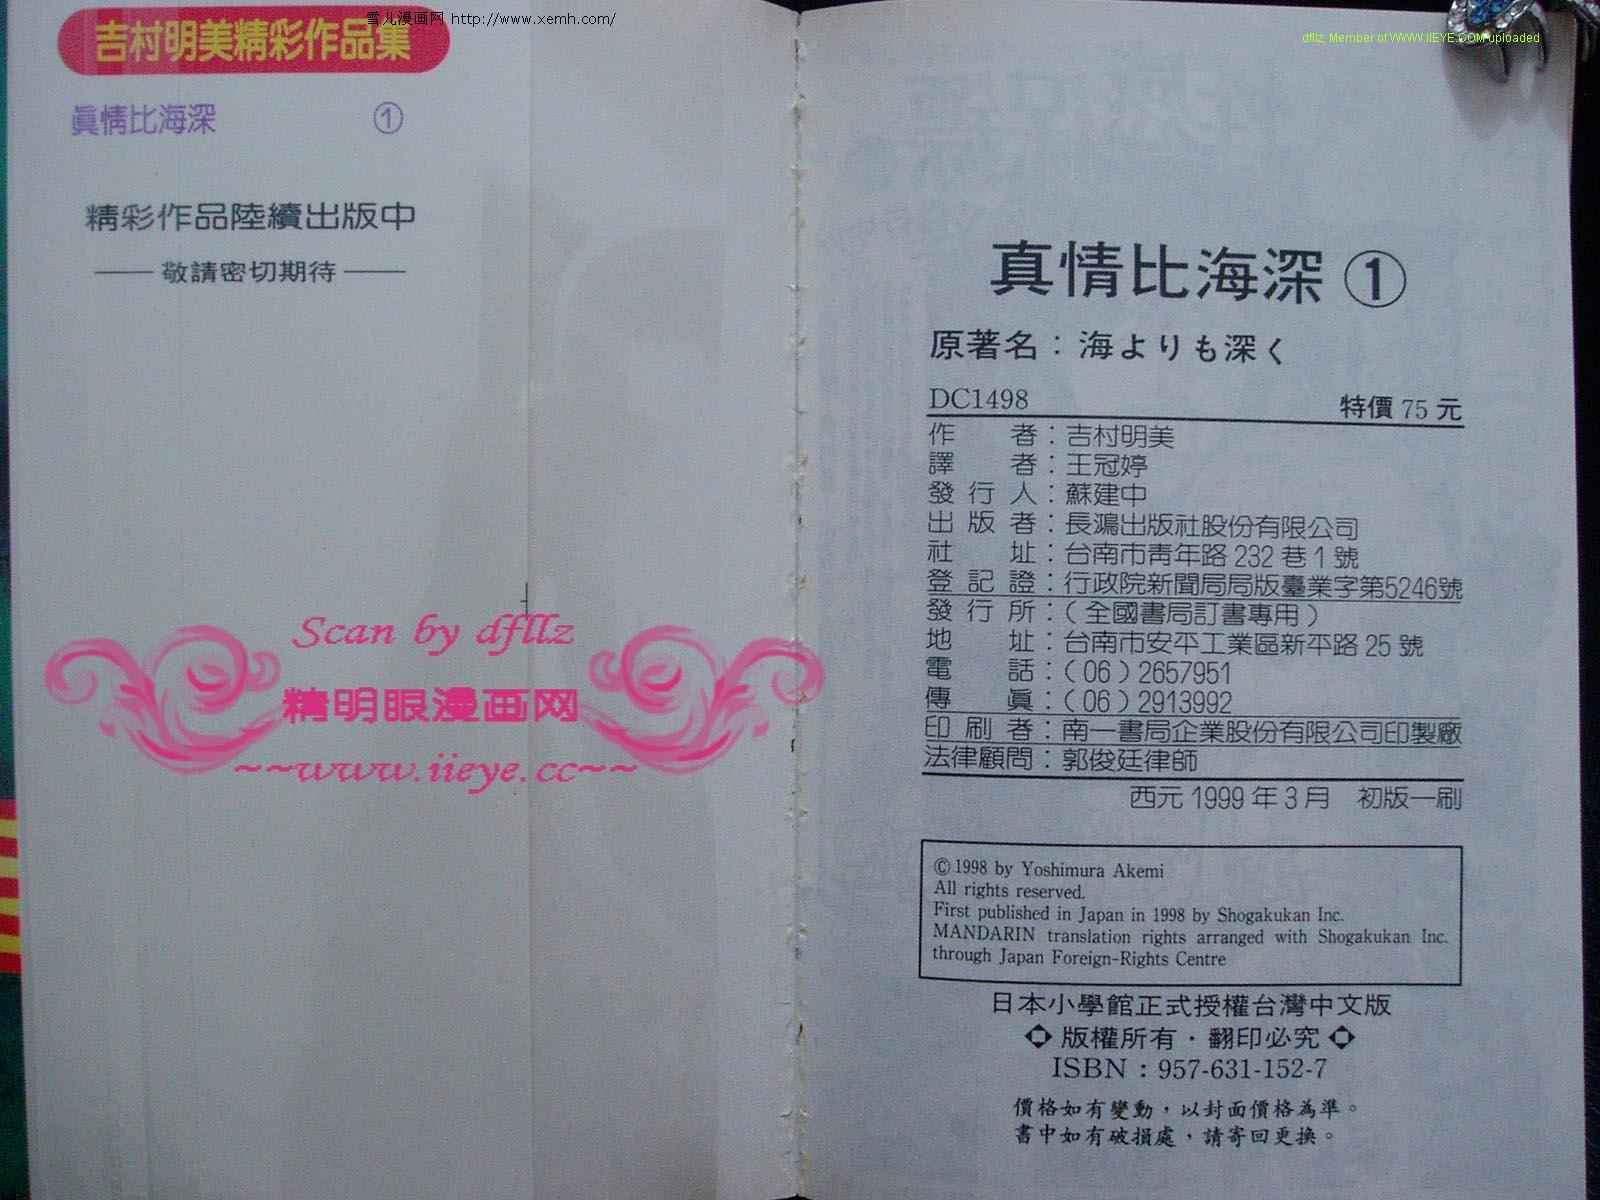 雪儿漫画网 http://www.xemh.com/
dfllz, Member of WWW.IIEYE.COM uploaded
吉村明美精彩作品集
眞情比海深 ①
精彩作品陸續出版中
——敬請密切期待——
Scan by dfllz
精明眼漫画网
~~www.iieye.cc~~
真情比海深 ①
原著名：海よりも深く
DC1498 特價 75 元
作者：吉村明美
譯者：王冠婷
發行人：蘇建中
出版者：長鴻出版社股份有限公司
社址：台南市靑年路 232 巷 1 號
登記證：行政院新聞局局版臺業字第5246號
發行所：（全國書局訂書專用）
地址：台南市安平工業區新平路 25 號
電話：（06）2657951
傳眞：（06）2913992
印刷者：南一書局企業股份有限公司印製廠
法律顧問：郭俊廷律師
西元 1999 年 3 月 初版一刷
©1998 by Yoshimura Akemi
All rights reserved.
First published in Japan in 1998 by Shogakukan Inc.
MANDARIN translation rights arranged with Shogakukan Inc.
through Japan Foreign-Rights Centre
日本小學館正式授權台灣中文版
◇版權所有·翻印必究◇
ISBN：957-631-152-7
價格如有變動，以封面價格為準。
書中如有破損處，請寄回更換。